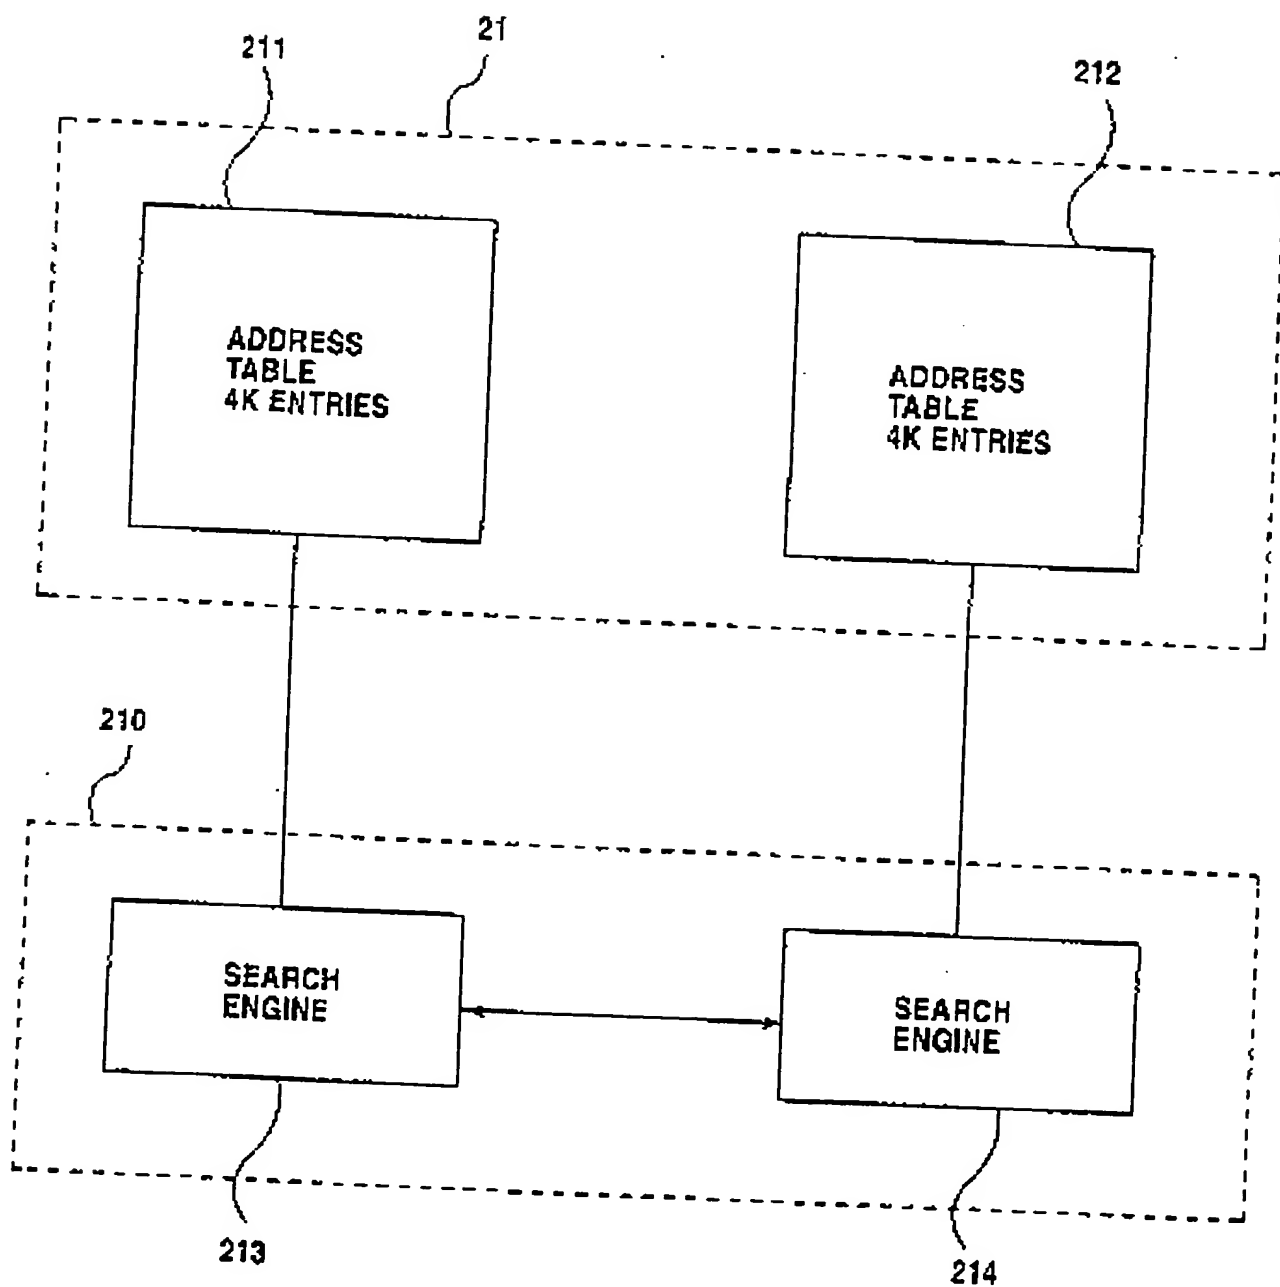 21
211
212
ADDRESS
TABLE
4K ENTRIES
ADDRESS
TABLE
4K ENTRIES
210
SEARCH
ENGINE
SEARCH
ENGINE
213
214